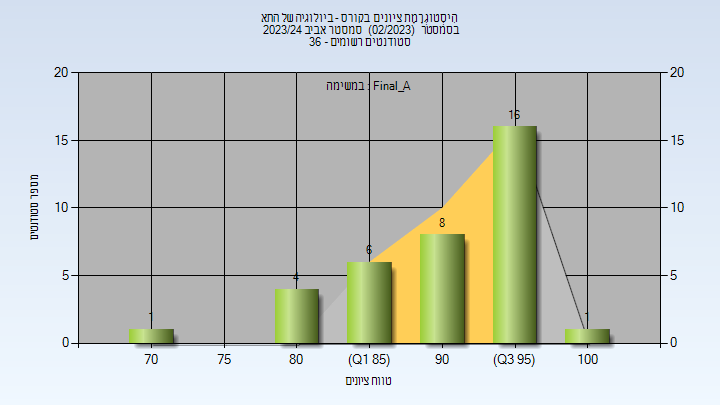 היסטוגרמת ציונים בקורס - ביולוגיה של התא
בסמסטר (02/2023) סמסטר אביב 2023/24
סטודנטים רשומים - 36
במשימה : Final_A
20
15
10
5
0
20
15
10
5
0
מספר סטודנטים
1
4
6
8
16
1
70
75
80
(Q1 85)
90
(Q3 95)
100
טווח ציונים